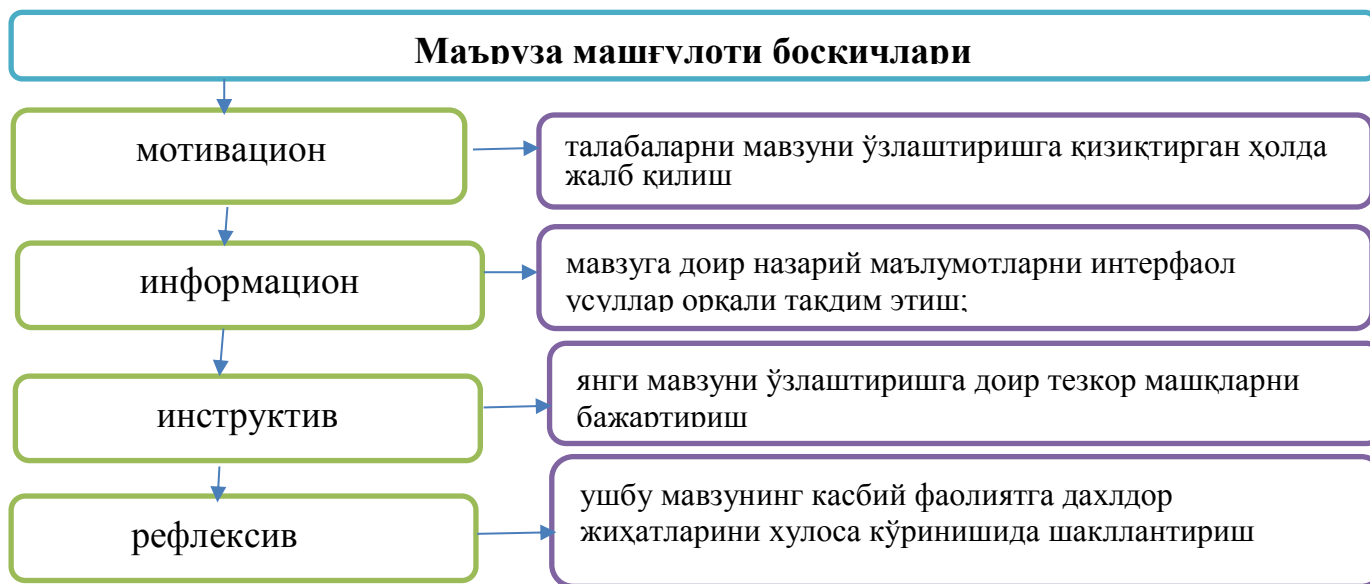 Маъруза машғулоти босқичлари
мотивацион
талабаларни мавзуни ўзлаштиришга қизиқтирган ҳолда
жалб қилиш
информацион
мавзуга доир назарий маълумотларни интерфаол
усуллар орқали тақдим этиш;
инструктив
янги мавзуни ўзлаштиришга доир тезкор машқларни
бажартириш
рефлексив
ушбу мавзунинг касбий фаолиятга дахлдор
жиҳатларини хулоса кўринишида шакллантириш